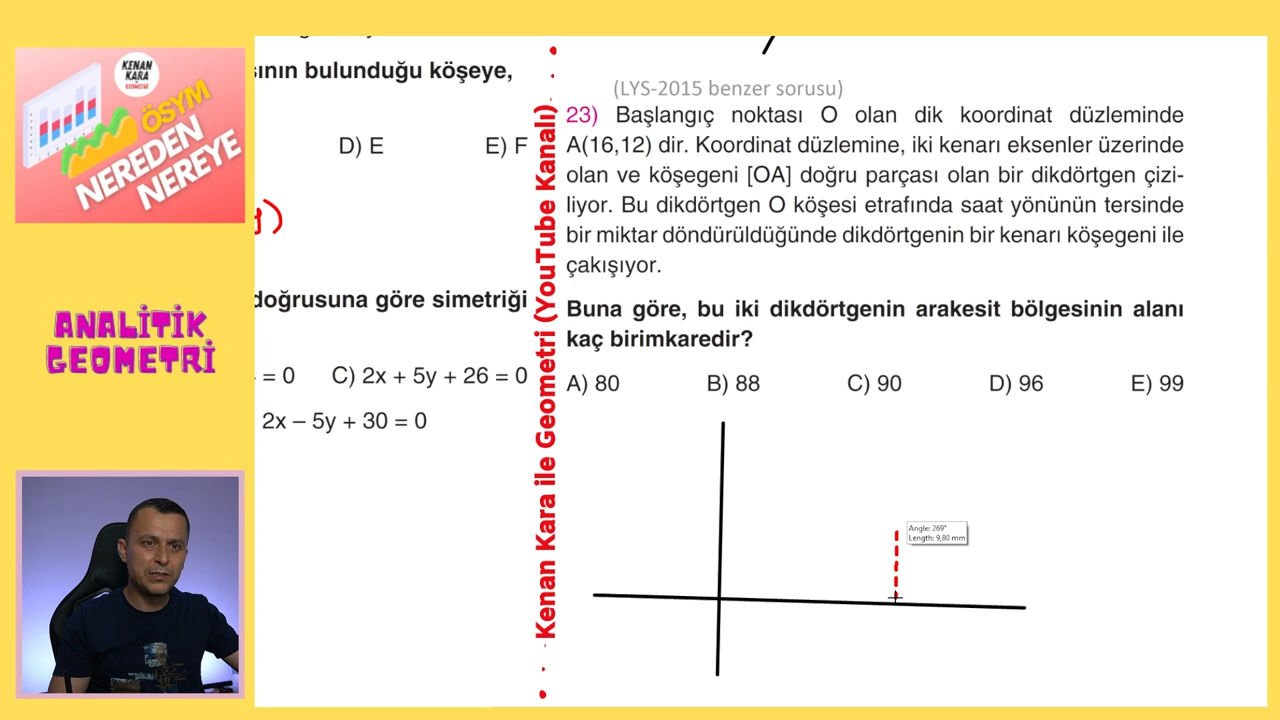 KENAN
KARA
GEOMETRİ
ÖSYM
NEREDEN
NEREYE
ANALİTİK
GEOMETRİ
sının bulunduğu köşeye,
D) E E) F
doğrusuna göre simetriği
= 0 C) 2x + 5y + 26 = 0
2x – 5y + 30 = 0
Kenan Kara ile Geometri (YouTube Kanalı)
(LYS-2015 benzer sorusu)
23) Başlangıç noktası O olan dik koordinat düzleminde
A(16,12) dir. Koordinat düzlemine, iki kenarı eksenler üzerinde
olan ve köşegeni [OA] doğru parçası olan bir dikdörtgen çizi-
liyor. Bu dikdörtgen O köşesi etrafında saat yönünün tersinde
bir miktar döndürüldüğünde dikdörtgenin bir kenarı köşegeni ile
çakışıyor.
Buna göre, bu iki dikdörtgenin arakesit bölgesinin alanı
kaç birimkaredir?
A) 80 B) 88 C) 90 D) 96 E) 99
Angle: 269°
Length: 9,80 mm